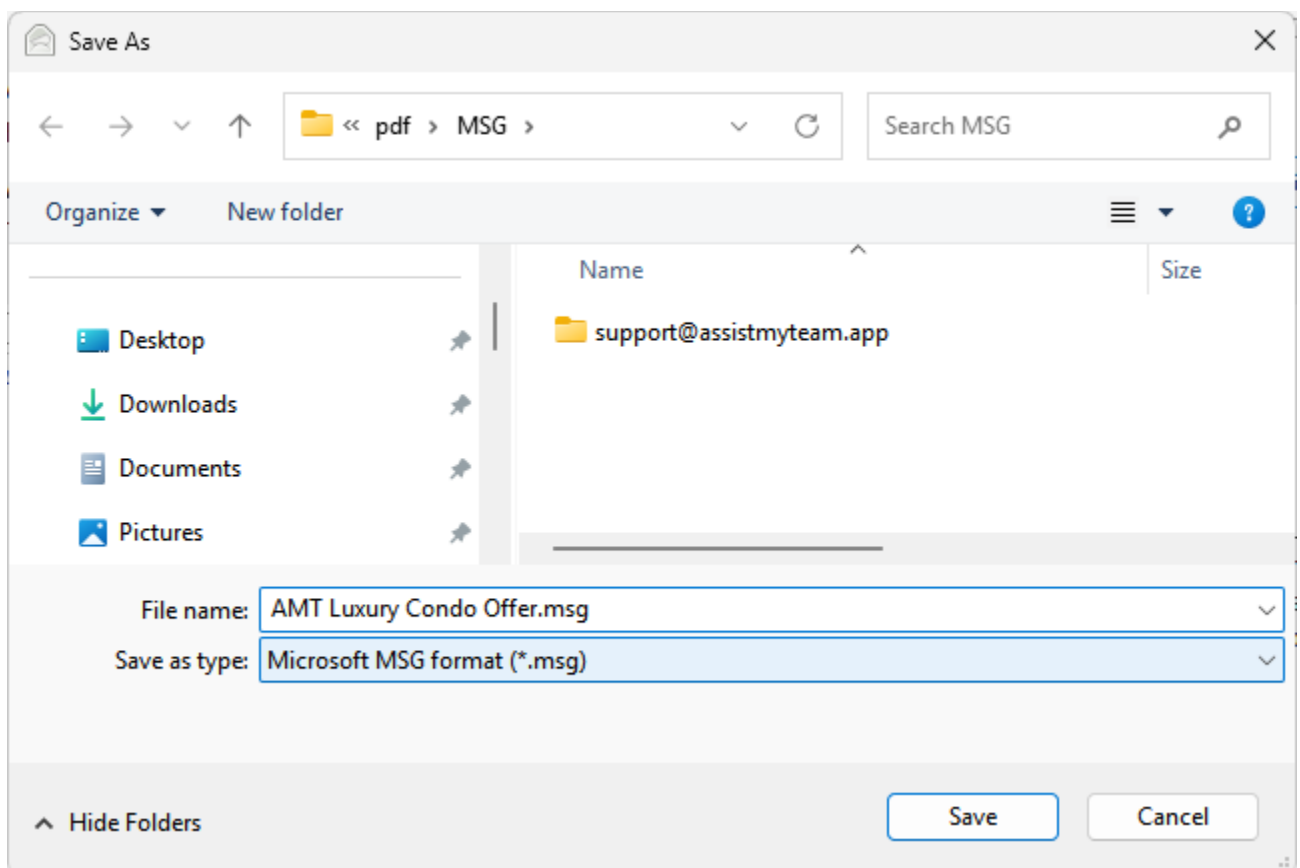 Save As
« pdf > MSG >
Search MSG
Organize
New folder
?
Name
Size
Desktop
support@assistmyteam.app
Downloads
Documents
Pictures
File name: AMT Luxury Condo Offer.msg
Save as type: Microsoft MSG format (*.msg)
Hide Folders
Save
Cancel